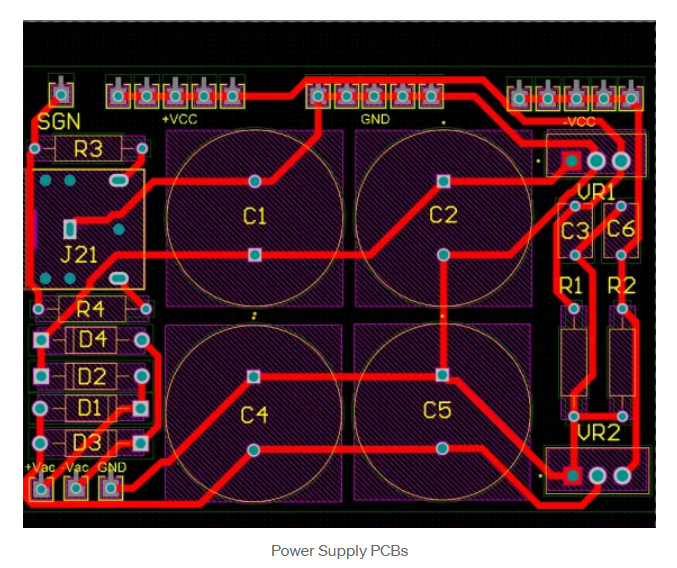 SGN
+VCC
GND
-VCC
R3
VR1
C1
C2
C3
C6
J21
R1
R2
R4
D4
D2
D1
C4
C5
D3
VR2
+Vac
-Vac
GND
Power Supply PCBs